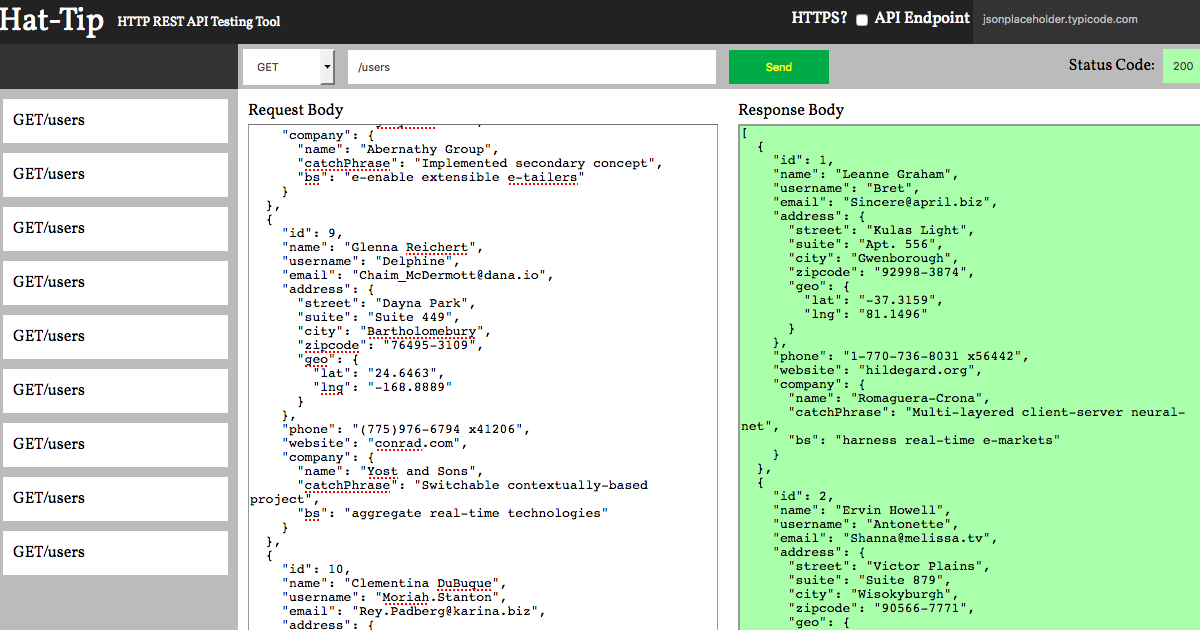 Hat-Tip HTTP REST API Testing Tool HTTPS? API Endpoint jsonplaceholder.typicode.com
GET /users Send Status Code: 200
GET/users
GET/users
GET/users
GET/users
GET/users
GET/users
GET/users
GET/users
GET/users
Request Body
"company": {
"name": "Abernathy Group",
"catchPhrase": "Implemented secondary concept",
"bs": "e-enable extensible e-tailers"
}
},
{
"id": 9,
"name": "Glenna Reichert",
"username": "Delphine",
"email": "Chaim_McDermott@dana.io",
"address": {
"street": "Dayna Park",
"suite": "Suite 449",
"city": "Bartholomebury",
"zipcode": "76495-3109",
"geo": {
"lat": "24.6463",
"lng": "-168.8889"
}
},
"phone": "(775)976-6794 x41206",
"website": "conrad.com",
"company": {
"name": "Yost and Sons",
"catchPhrase": "Switchable contextually-based
project",
"bs": "aggregate real-time technologies"
}
},
{
"id": 10,
"name": "Clementina DuBuque",
"username": "Moriah.Stanton",
"email": "Rey.Padberg@karina.biz",
"address": {
Response Body
[
{
"id": 1,
"name": "Leanne Graham",
"username": "Bret",
"email": "Sincere@april.biz",
"address": {
"street": "Kulas Light",
"suite": "Apt. 556",
"city": "Gwenborough",
"zipcode": "92998-3874",
"geo": {
"lat": "-37.3159",
"lng": "81.1496"
}
},
"phone": "1-770-736-8031 x56442",
"website": "hildegard.org",
"company": {
"name": "Romaguera-Crona",
"catchPhrase": "Multi-layered client-server neural-
net",
"bs": "harness real-time e-markets"
}
},
{
"id": 2,
"name": "Ervin Howell",
"username": "Antonette",
"email": "Shanna@melissa.tv",
"address": {
"street": "Victor Plains",
"suite": "Suite 879",
"city": "Wisokyburgh",
"zipcode": "90566-7771",
"geo": {